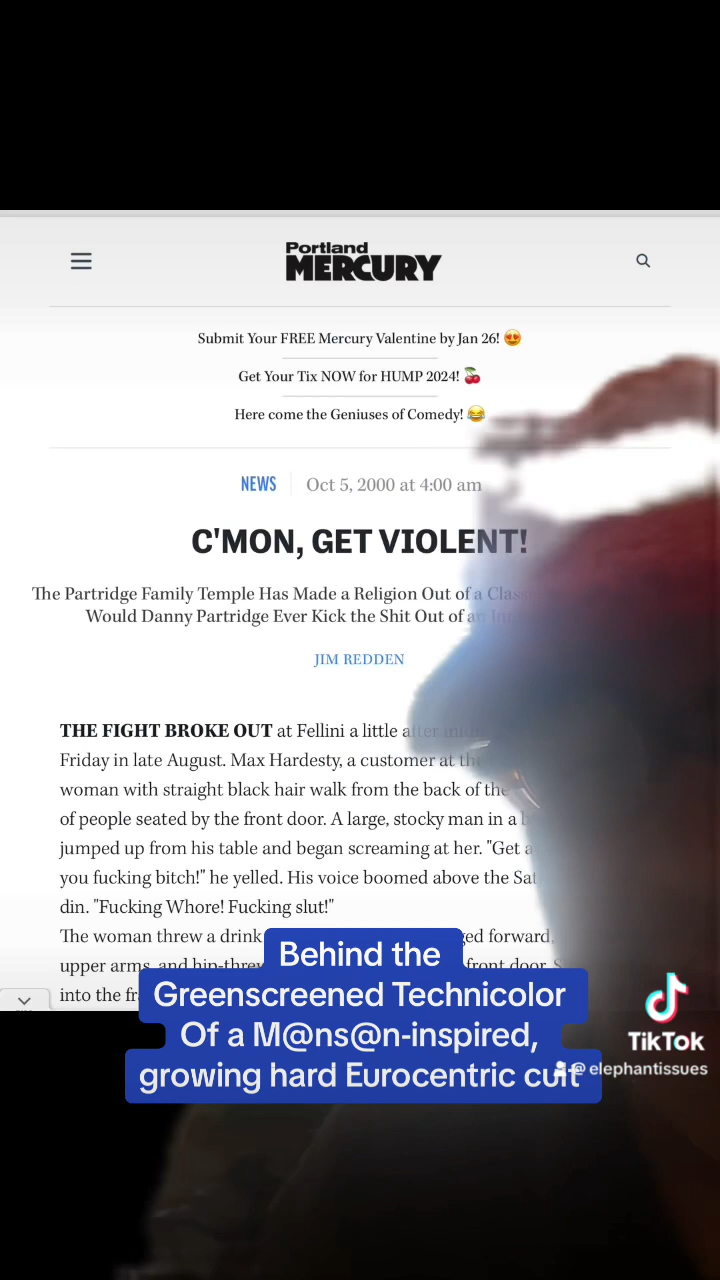 Portland
MERCURY
Submit Your FREE Mercury Valentine by Jan 26! 😍
Get Your Tix NOW for HUMP 2024! 🍒
Here come the Geniuses of Comedy! 😂
NEWS Oct 5, 2000 at 4:00 am
C'MON, GET VIOLENT!
The Partridge Family Temple Has Made a Religion Out of a
Would Danny Partridge Ever Kick the Shit Out of an
JIM REDDEN
THE FIGHT BROKE OUT at Fellini a little after
Friday in late August. Max Hardesty, a customer at the
woman with straight black hair walk from the back of the
of people seated by the front door. A large, stocky man in a
jumped up from his table and began screaming at her. "Get a
you fucking bitch!" he yelled. His voice boomed above the
din. "Fucking Whore! Fucking slut!"
The woman threw a drink forward,
upper arms, and front door.
into the
Behind the
Greenscreened Technicolor
Of a M@ns@n-inspired,
growing hard Eurocentric cult
TikTok
@elephantissues